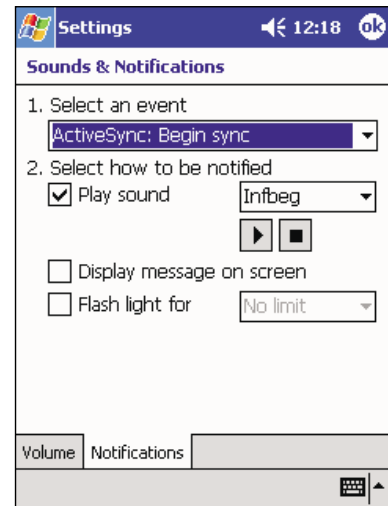 Settings 12:18 ok
Sounds & Notifications
1. Select an event
ActiveSync: Begin sync
2. Select how to be notified
Play sound Infbeg
Display message on screen
Flash light for No limit
Volume Notifications